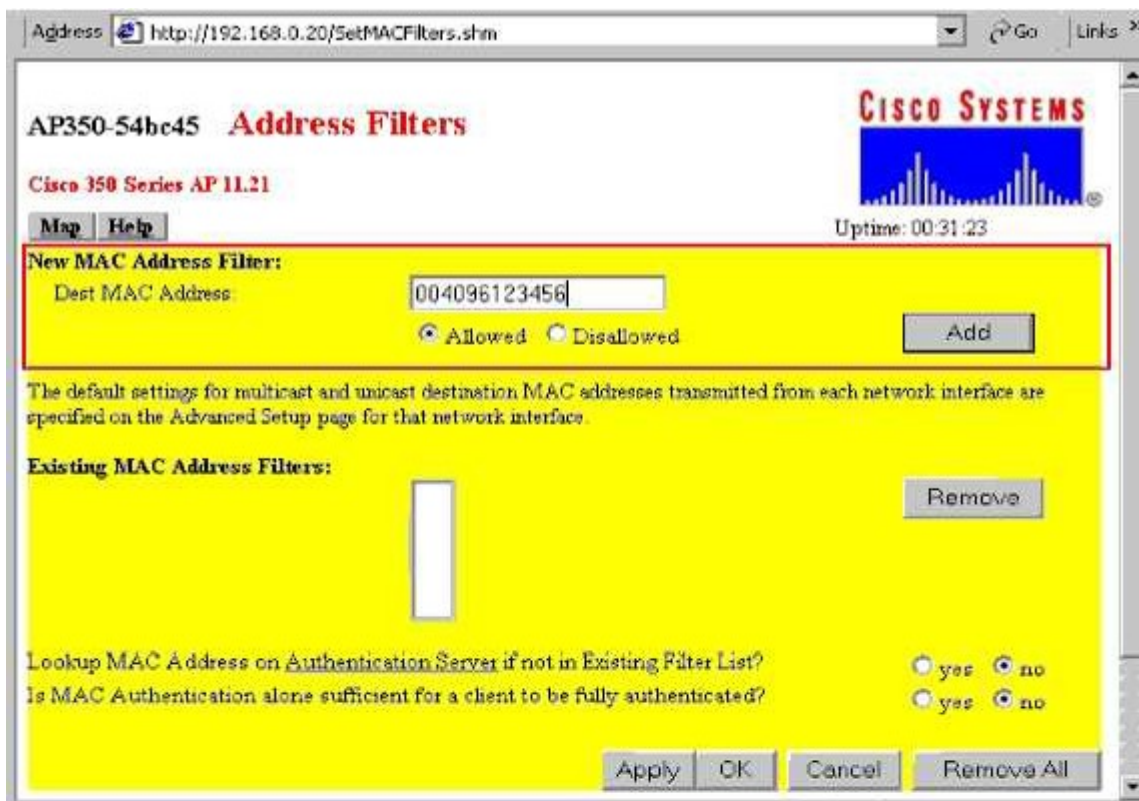 Address http://192.168.0.20/SetMACFilters.shm Go Links »
AP350-54bc45 Address Filters
CISCO SYSTEMS
Cisco 350 Series AP 11.21
Map Help
Uptime: 00:31:23
New MAC Address Filter:
Dest MAC Address: 004096123456
Allowed Disallowed
Add
The default settings for multicast and unicast destination MAC addresses transmitted from each network interface are
specified on the Advanced Setup page for that network interface.
Existing MAC Address Filters:
Remove
Lookup MAC Address on Authentication Server if not in Existing Filter List? yes no
Is MAC Authentication alone sufficient for a client to be fully authenticated? yes no
Apply OK Cancel Remove All